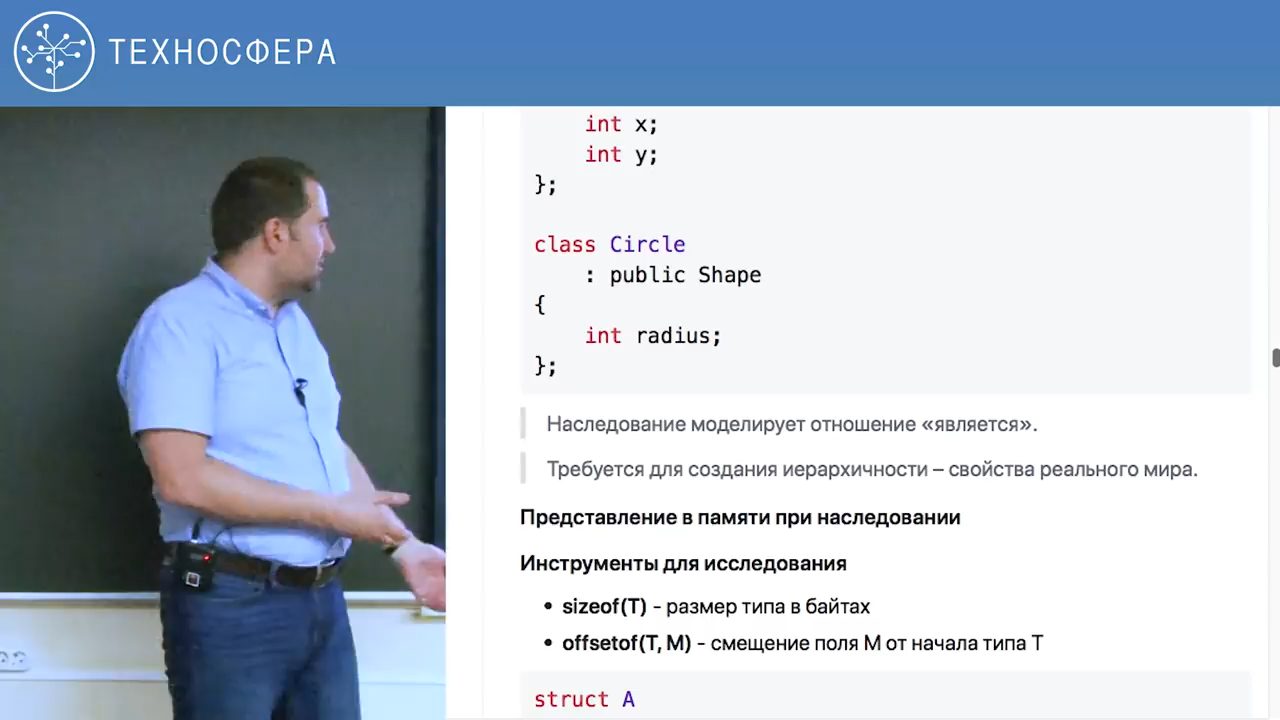 ТЕХНОСФЕРА
int x;
int y;
};
class Circle
: public Shape
{
int radius;
};
Наследование моделирует отношение «является».
Требуется для создания иерархичности – свойства реального мира.
Представление в памяти при наследовании
Инструменты для исследования
• sizeof(T) - размер типа в байтах
• offsetof(T, M) - смещение поля M от начала типа T
struct A